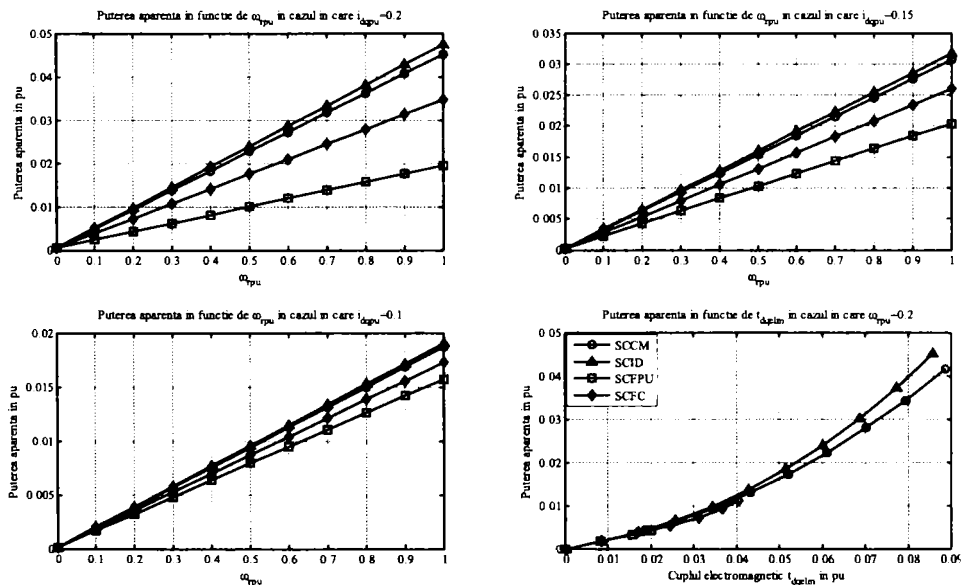 Puterea aparenta in functie de ω_rpu in cazul in care i_dqpu=0.2
Puterea aparenta in pu
0.05
0.04
0.03
0.02
0.01
0
0 0.1 0.2 0.3 0.4 0.5 0.6 0.7 0.8 0.9 1
ω_rpu
Puterea aparenta in functie de ω_rpu in cazul in care i_dqpu=0.15
Puterea aparenta in pu
0.035
0.03
0.025
0.02
0.015
0.01
0.005
0
0 0.1 0.2 0.3 0.4 0.5 0.6 0.7 0.8 0.9 1
ω_rpu
Puterea aparenta in functie de ω_rpu in cazul in care i_dqpu=0.1
Puterea aparenta in pu
0.02
0.015
0.01
0.005
0
0 0.1 0.2 0.3 0.4 0.5 0.6 0.7 0.8 0.9 1
ω_rpu
Puterea aparenta in functie de t_dqelm in cazul in care ω_rpu=0.2
Puterea aparenta in pu
0.05
0.04
0.03
0.02
0.01
0
SCCM
SCID
SCFPU
SCFC
0 0.01 0.02 0.03 0.04 0.05 0.06 0.07 0.08 0.09
Cuplul electromagnetic t_dqelm in pu